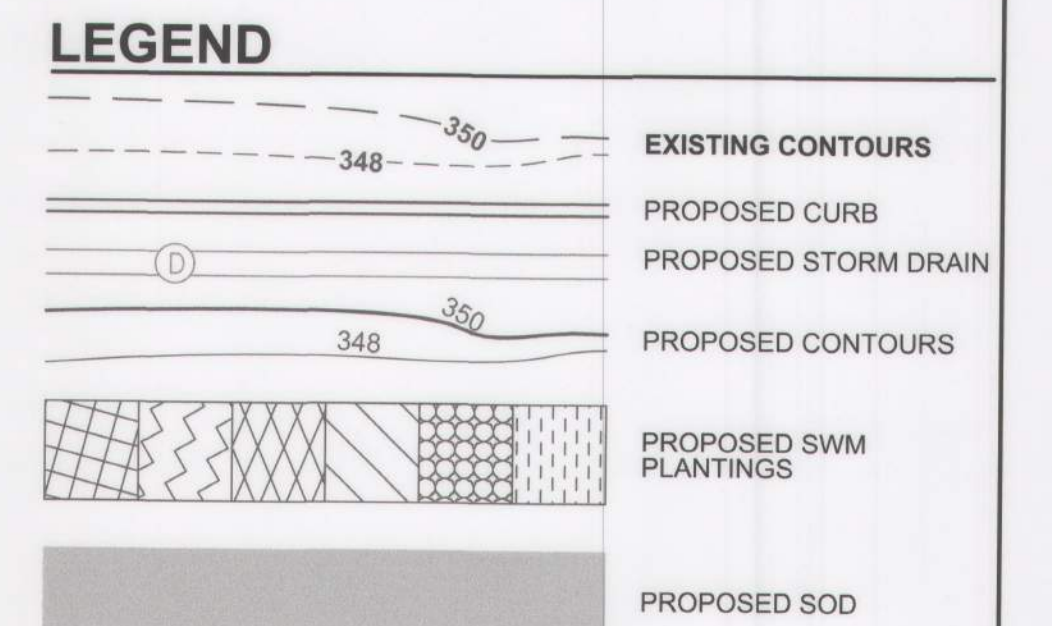 LEGEND
350
348
EXISTING CONTOURS
PROPOSED CURB
D
PROPOSED STORM DRAIN
350
348
PROPOSED CONTOURS
PROPOSED SWM
PLANTINGS
PROPOSED SOD